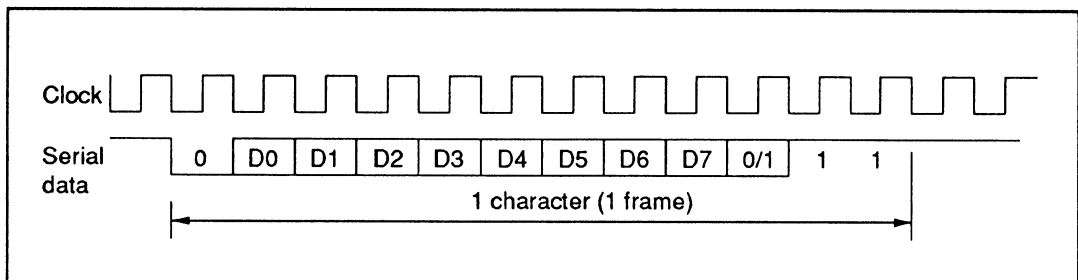 Clock
Serial data
0 D0 D1 D2 D3 D4 D5 D6 D7 0/1 1 1
1 character (1 frame)